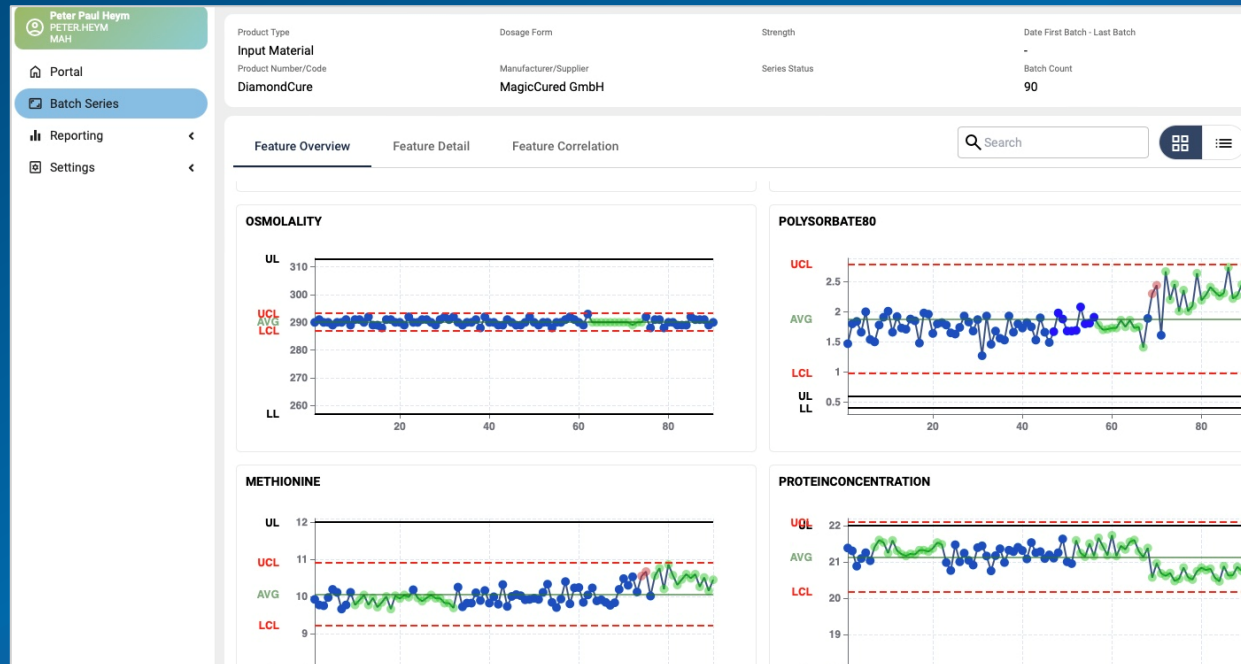 Peter Paul Heym
PETER.HEYM
MAH
Portal
Batch Series
Reporting
Settings
Product Type
Input Material
Dosage Form
Strength
Date First Batch - Last Batch
-
Product Number/Code
DiamondCure
Manufacturer/Supplier
MagicCured GmbH
Series Status
Batch Count
90
Feature Overview
Feature Detail
Feature Correlation
Search
OSMOLALITY
UL
310
300
UCL
AVG
290
LCL
280
270
260
LL
20 40 60 80
POLYSORBATE80
UCL
2.5
2
AVG
1.5
LCL
1
UL
0.5
LL
20 40 60 80
METHIONINE
UL 12
11
UCL
AVG 10
LCL
9
PROTEINCONCENTRATION
UCL
UL 22
AVG
21
LCL
20
19